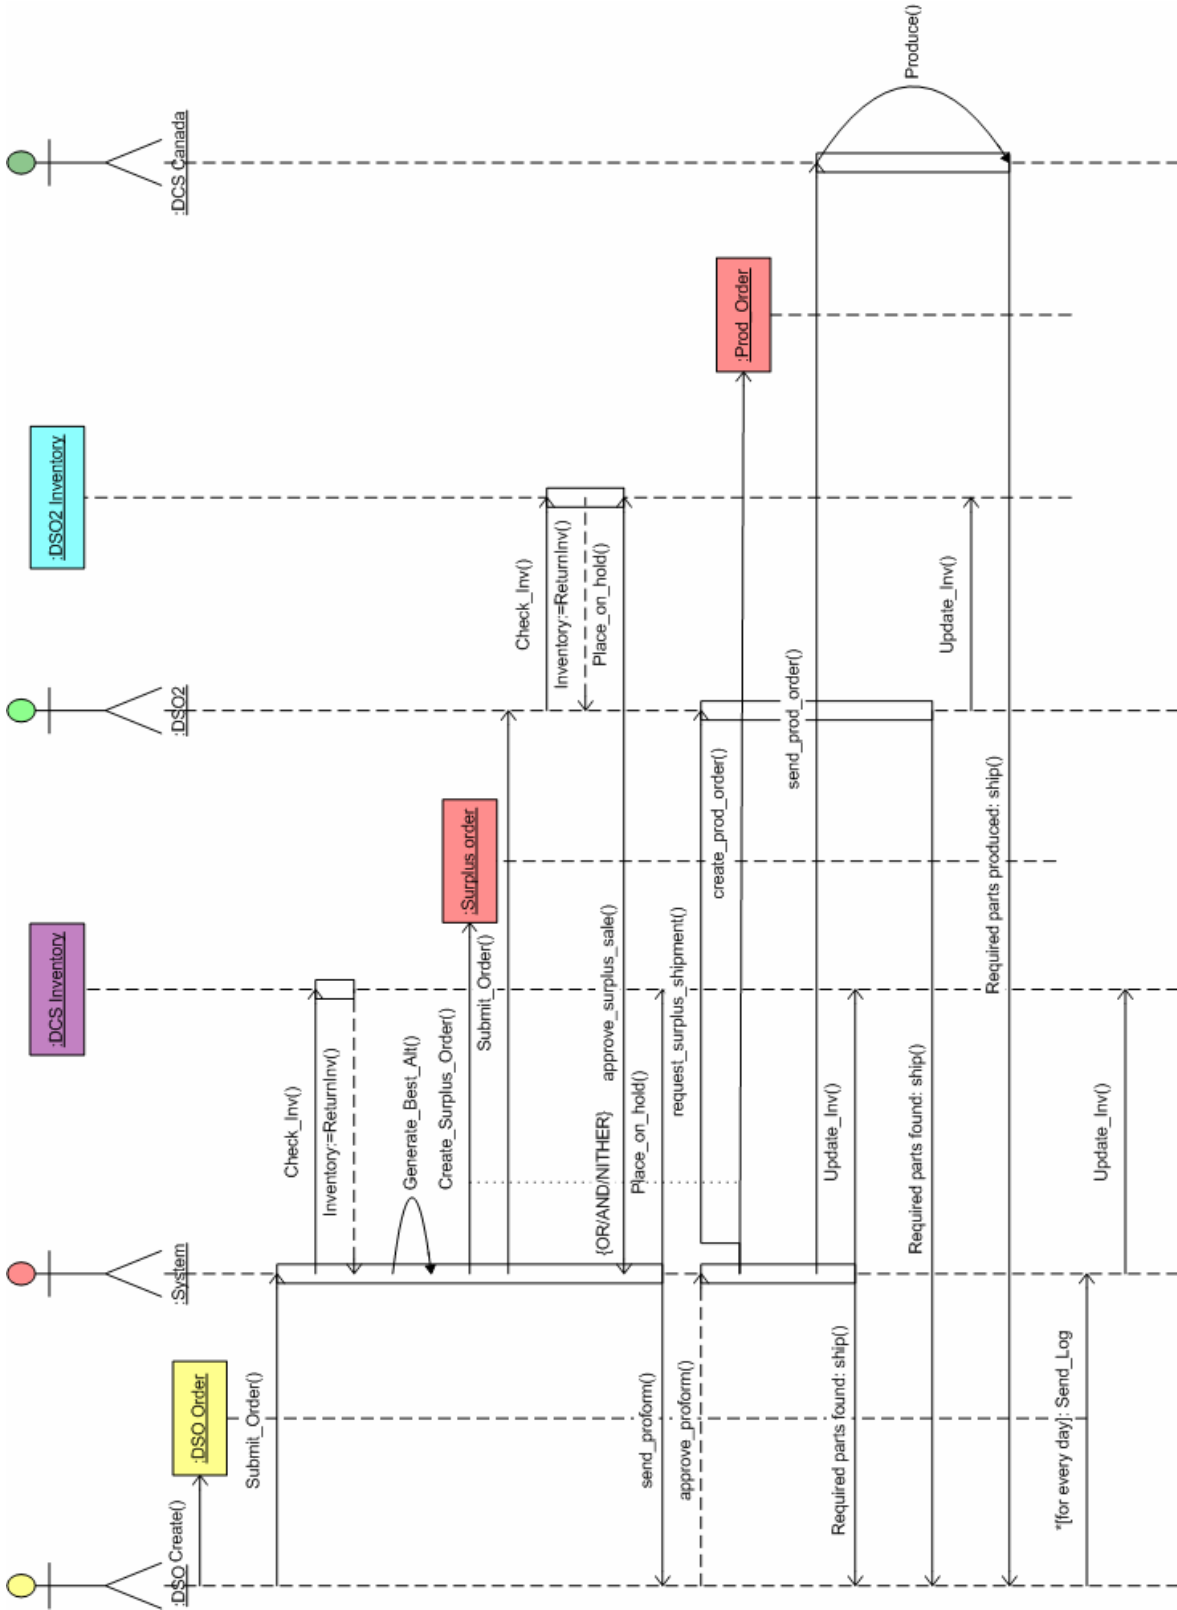 :DSO
:DSO Order
:System
:DCS Inventory
:Surplus order
:DSO2
:DSO2 Inventory
:Prod_Order
:DCS Canada
Create()
Submit_Order()
Check_Inv()
Inventory:=ReturnInv()
Generate_Best_Alt()
Create_Surplus_Order()
Submit_Order()
Check_Inv()
Inventory:=ReturnInv()
Place_on_hold()
{OR/AND/NITHER}
approve_surplus_sale()
Place_on_hold()
send_proform()
request_surplus_shipment()
approve_proform()
create_prod_order()
send_prod_order()
Produce()
Update_Inv()
Required parts found: ship()
Required parts found: ship()
Update_Inv()
Required parts produced: ship()
*[for every day]: Send_Log
Update_Inv()